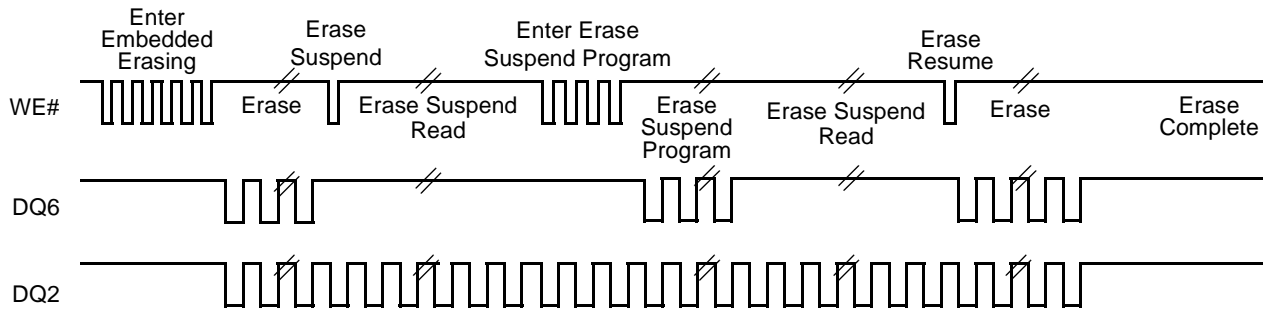 Enter
Embedded
Erasing
Erase
Suspend
Enter Erase
Suspend Program
Erase
Resume
WE#
Erase
Erase Suspend
Read
Erase
Suspend
Program
Erase Suspend
Read
Erase
Erase
Complete
DQ6
DQ2